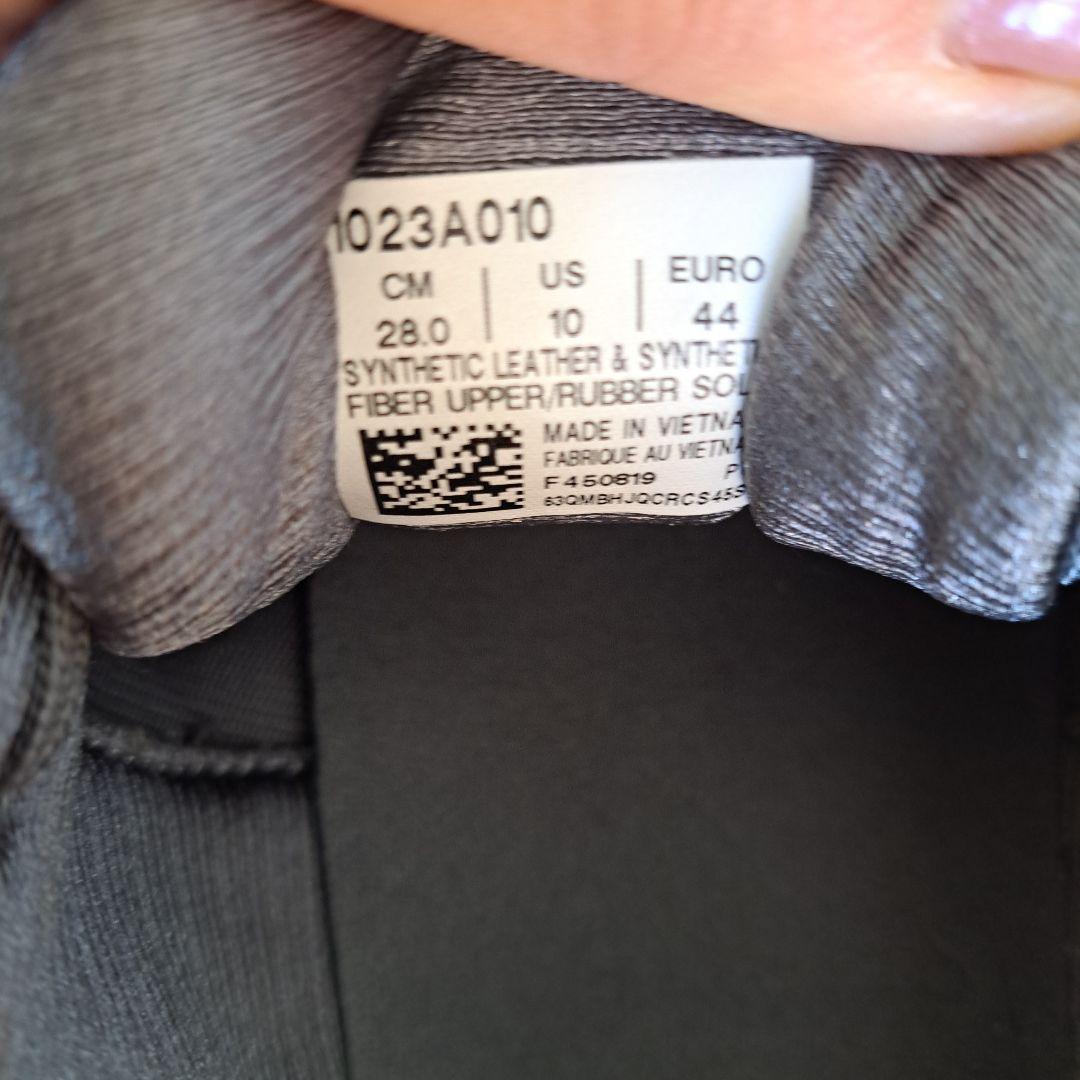 1023A010
CM | US | EURO
28.0 | 10 | 44
SYNTHETIC LEATHER & SYNTHET
FIBER UPPER/RUBBER SOL
MADE IN VIETNA
FABRIQUE AU VIETNA
F450819 P
63QMBHJQCRCS45S